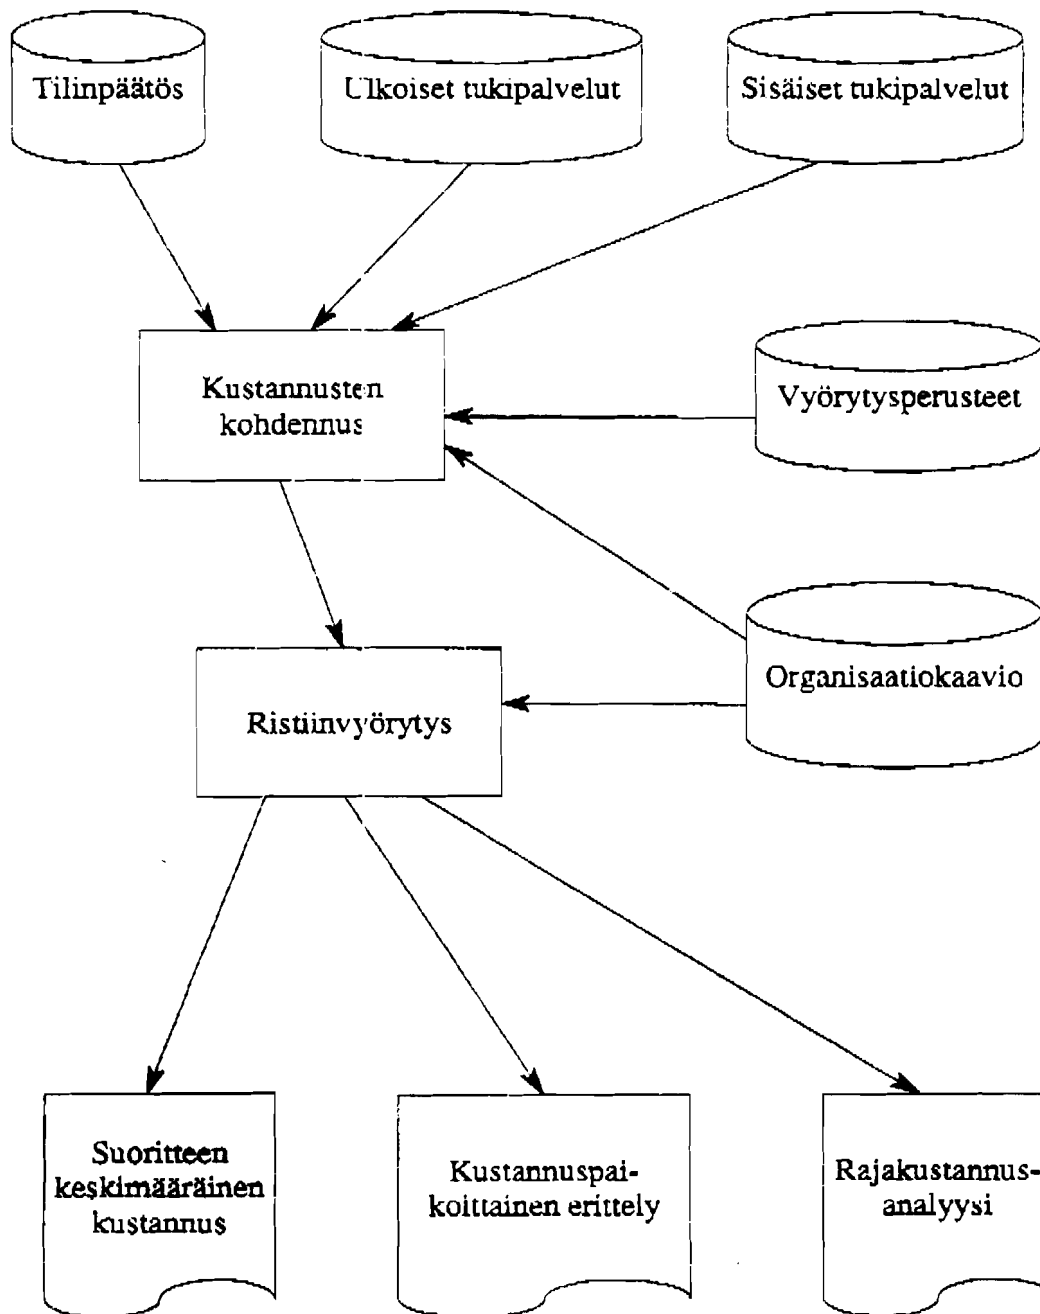 Tilinpäätös
Ulkoiset tukipalvelut
Sisäiset tukipalvelut
Kustannusten
kohdennus
Vyörytysperusteet
Organisaatiokaavio
Ristiinvyörytys
Suoritteen
keskimääräinen
kustannus
Kustannuspai-
koittainen erittely
Rajakustannus-
analyysi